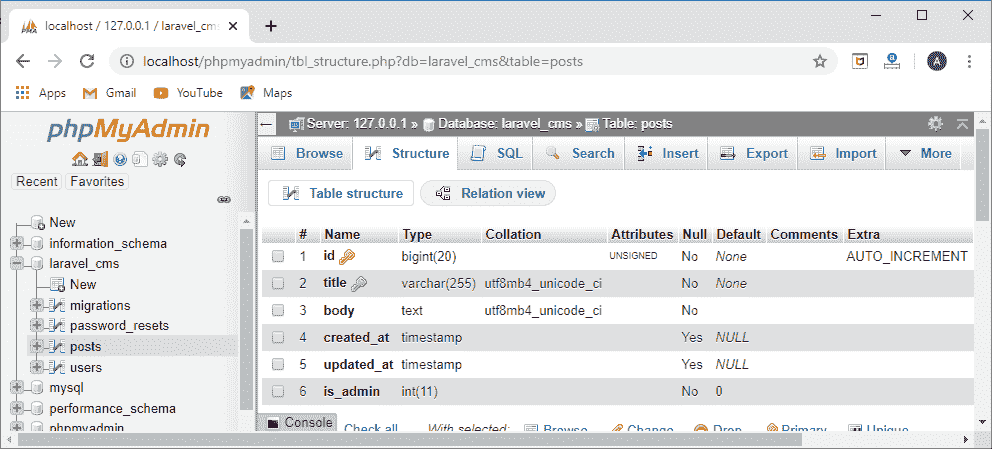 localhost / 127.0.0.1 / laravel_cms
localhost/phpmyadmin/tbl_structure.php?db=laravel_cms&table=posts
A
Apps Gmail YouTube Maps
phpMyAdmin
Recent Favorites
New
information_schema
laravel_cms
New
migrations
password_resets
posts
users
mysql
performance_schema
phpmyadmin
Server: 127.0.0.1 » Database: laravel_cms » Table: posts
Browse Structure SQL Search Insert Export Import More
Table structure Relation view
# Name Type Collation Attributes Null Default Comments Extra
1 id bigint(20) UNSIGNED No None AUTO_INCREMENT
2 title varchar(255) utf8mb4_unicode_ci No None
3 body text utf8mb4_unicode_ci No
4 created_at timestamp Yes NULL
5 updated_at timestamp Yes NULL
6 is_admin int(11) No 0
Console
Check all With selected: Browse Change Drop Primary Unique